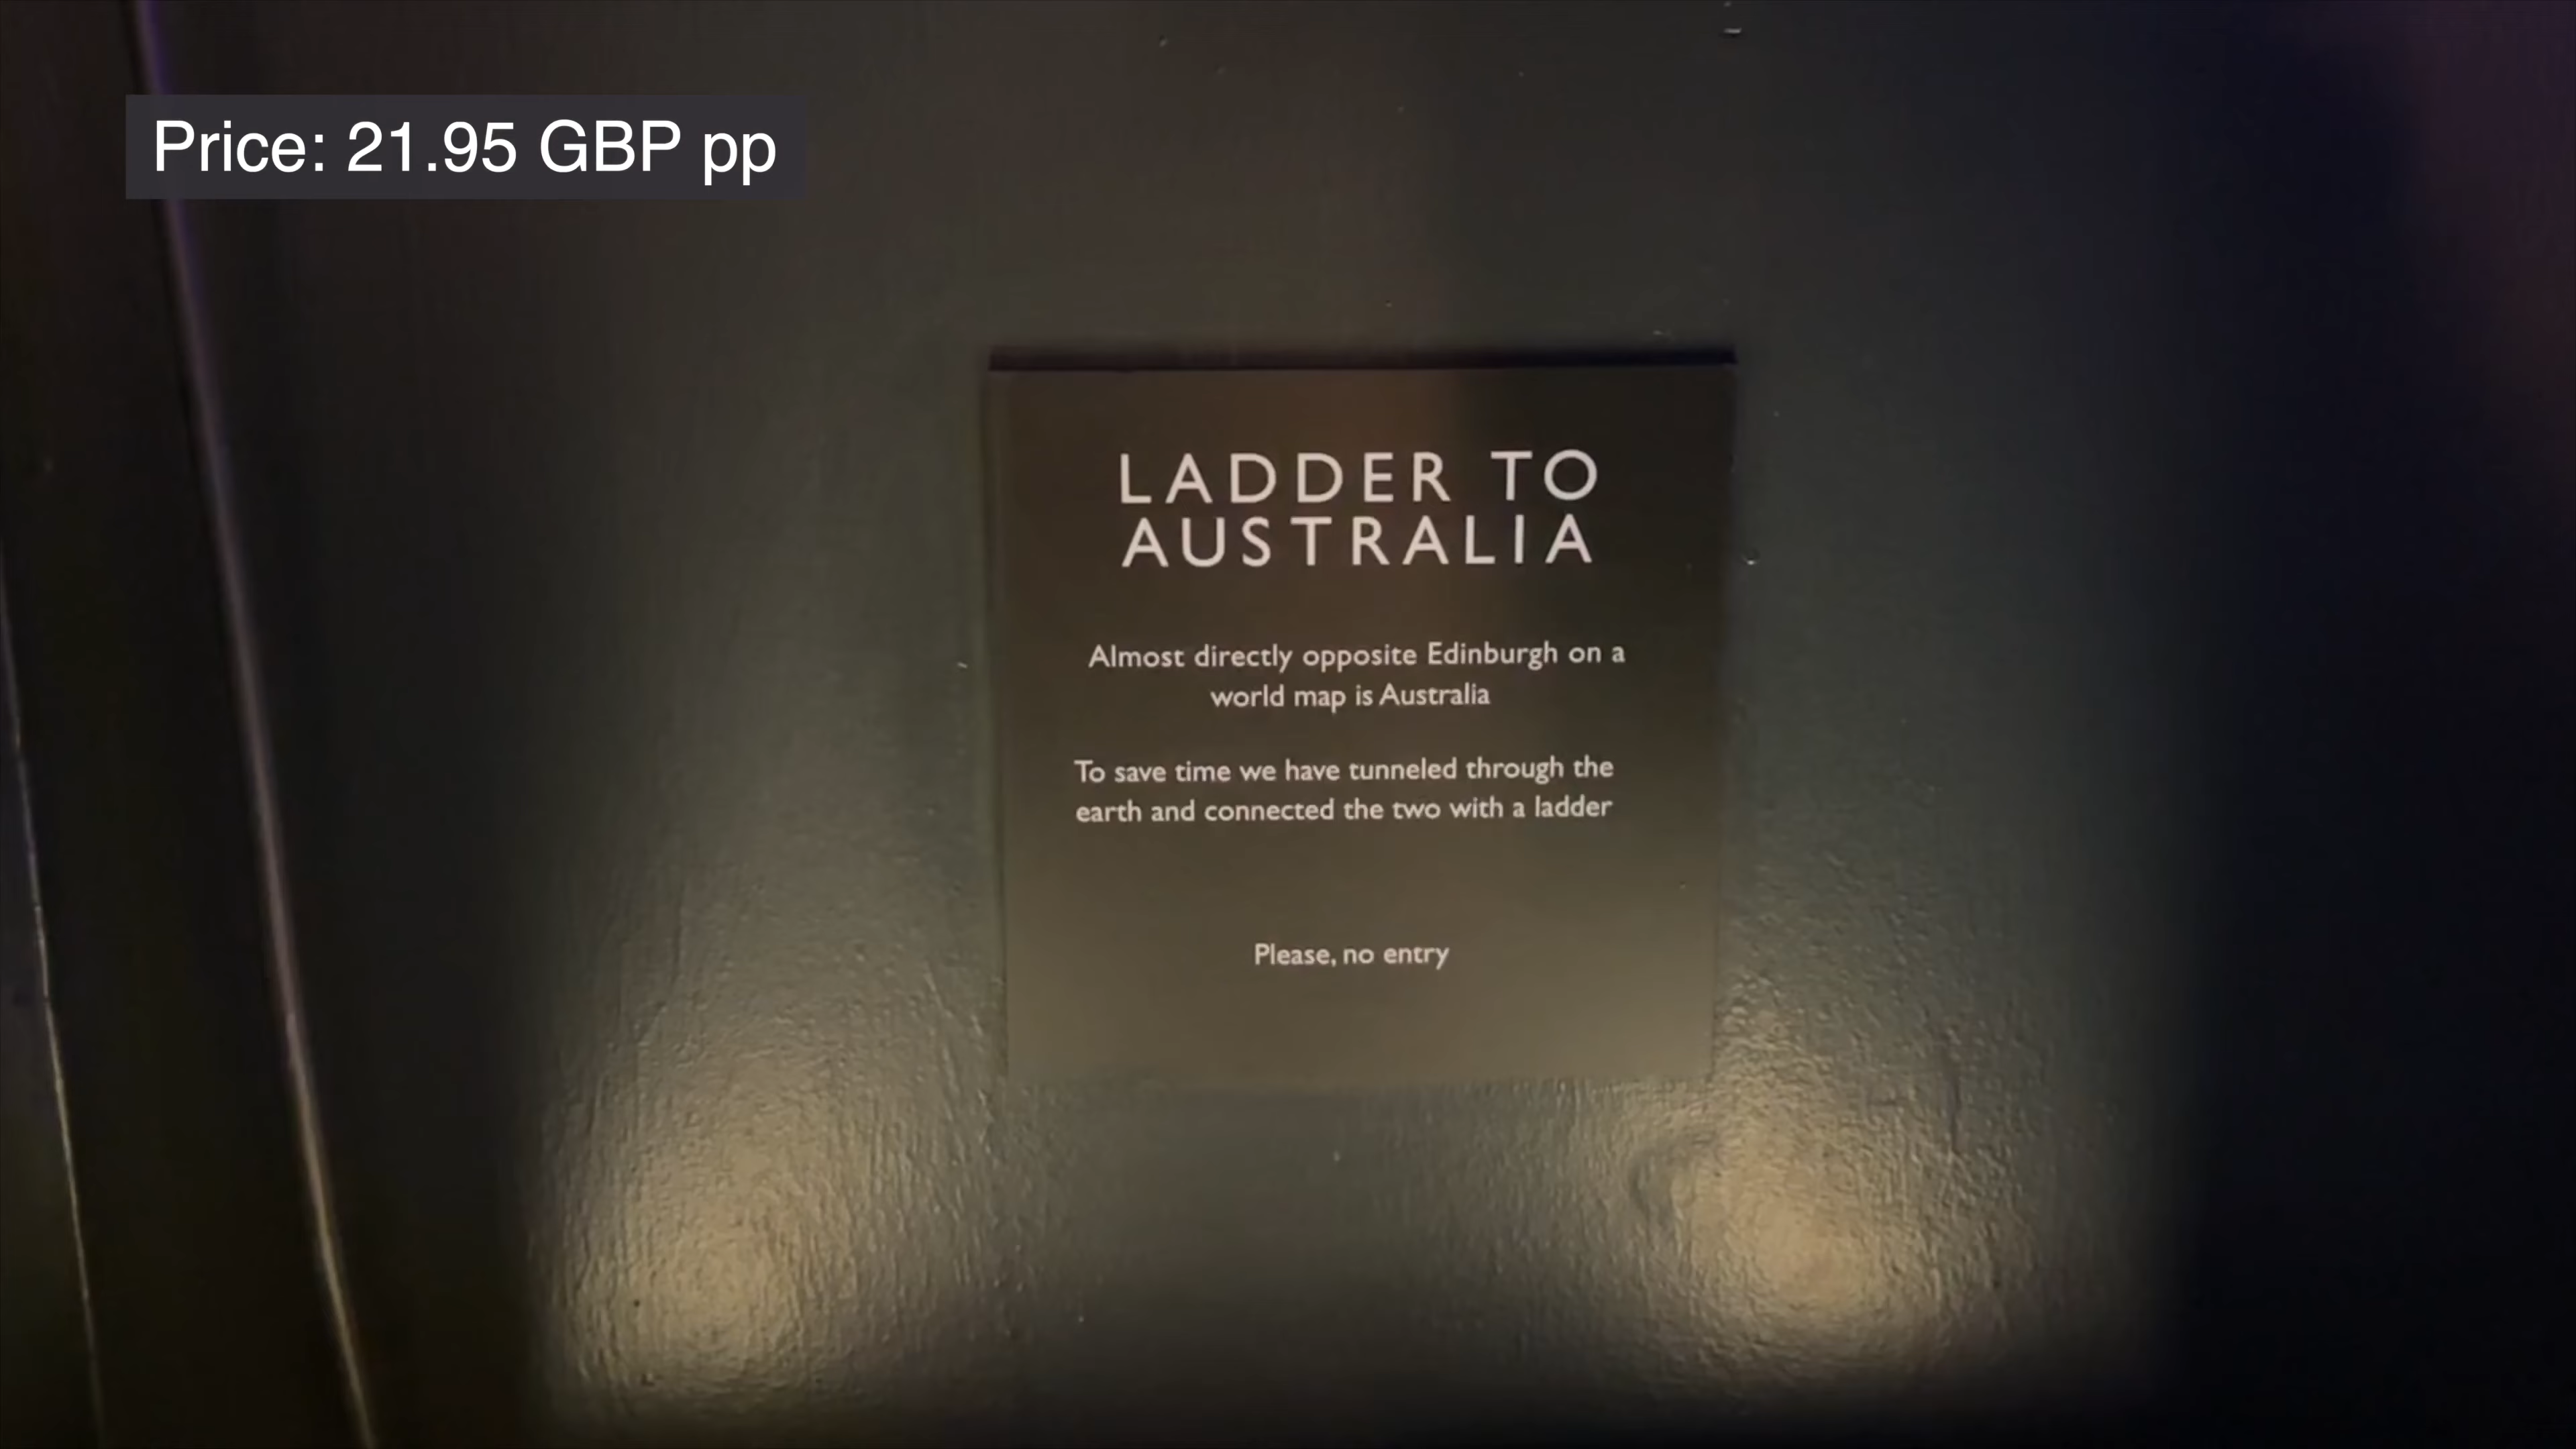 Price: 21.95 GBP pp
LADDER TO
AUSTRALIA
Almost directly opposite Edinburgh on a
world map is Australia
To save time we have tunneled through the
earth and connected the two with a ladder
Please, no entry